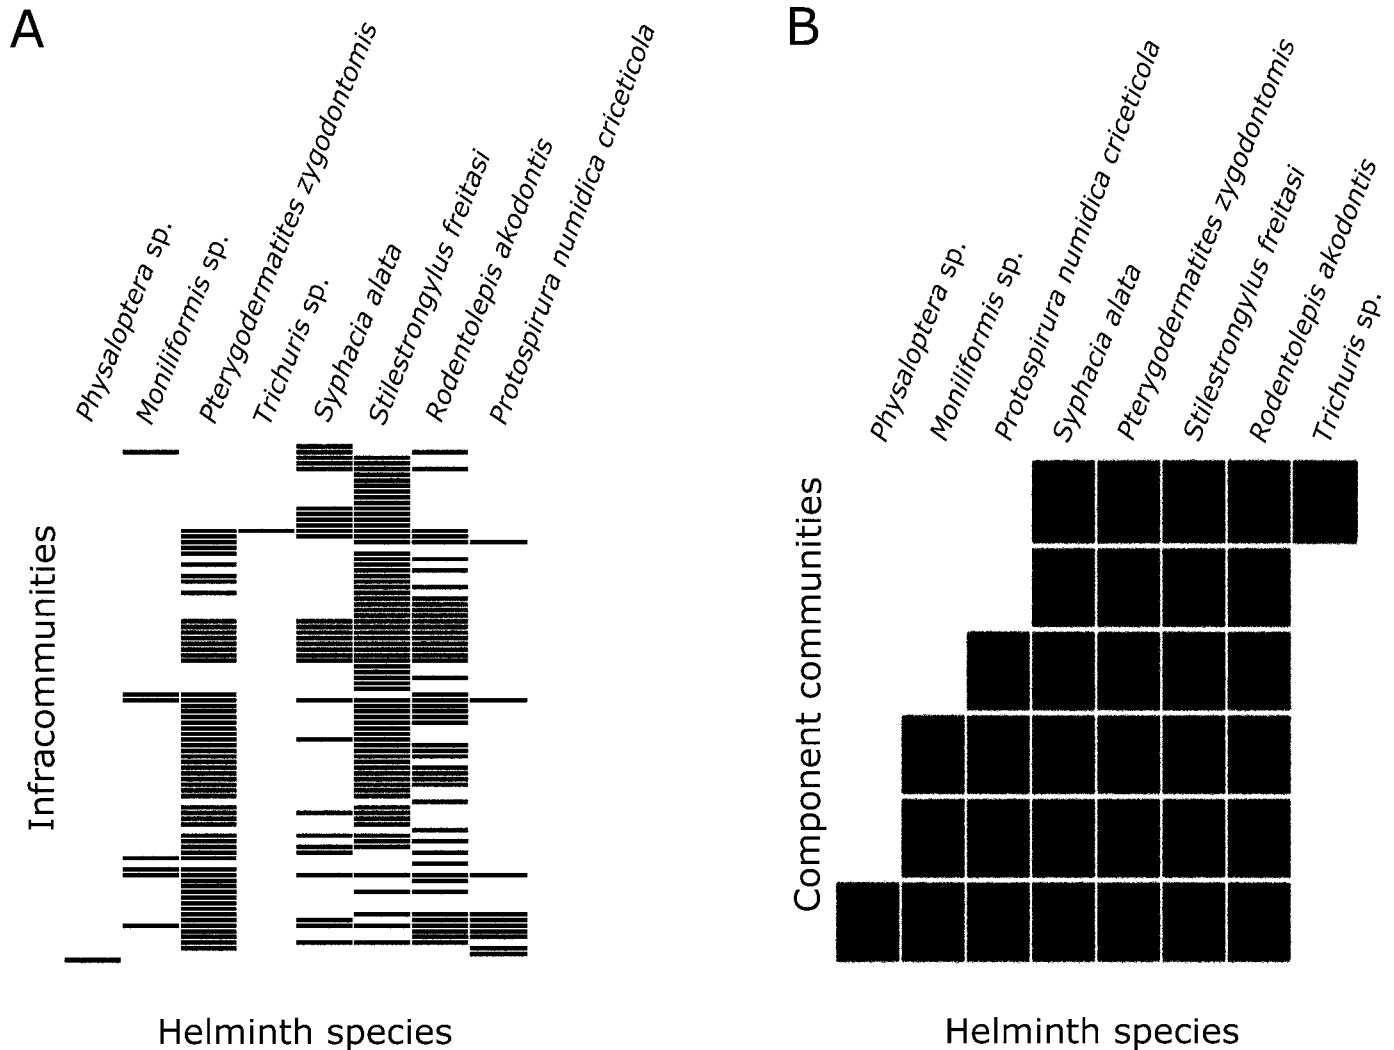 A
Physaloptera sp.
Moniliformis sp.
Pterygodermatites zygodontomis
Trichuris sp.
Syphacia alata
Stilestrongylus freitasi
Rodentolepis akodontis
Protospirura numidica criceticola
Infracommunities
Helminth species
B
Physaloptera sp.
Moniliformis sp.
Protospirura numidica criceticola
Syphacia alata
Pterygodermatites zygodontomis
Stilestrongylus freitasi
Rodentolepis akodontis
Trichuris sp.
Component communities
Helminth species